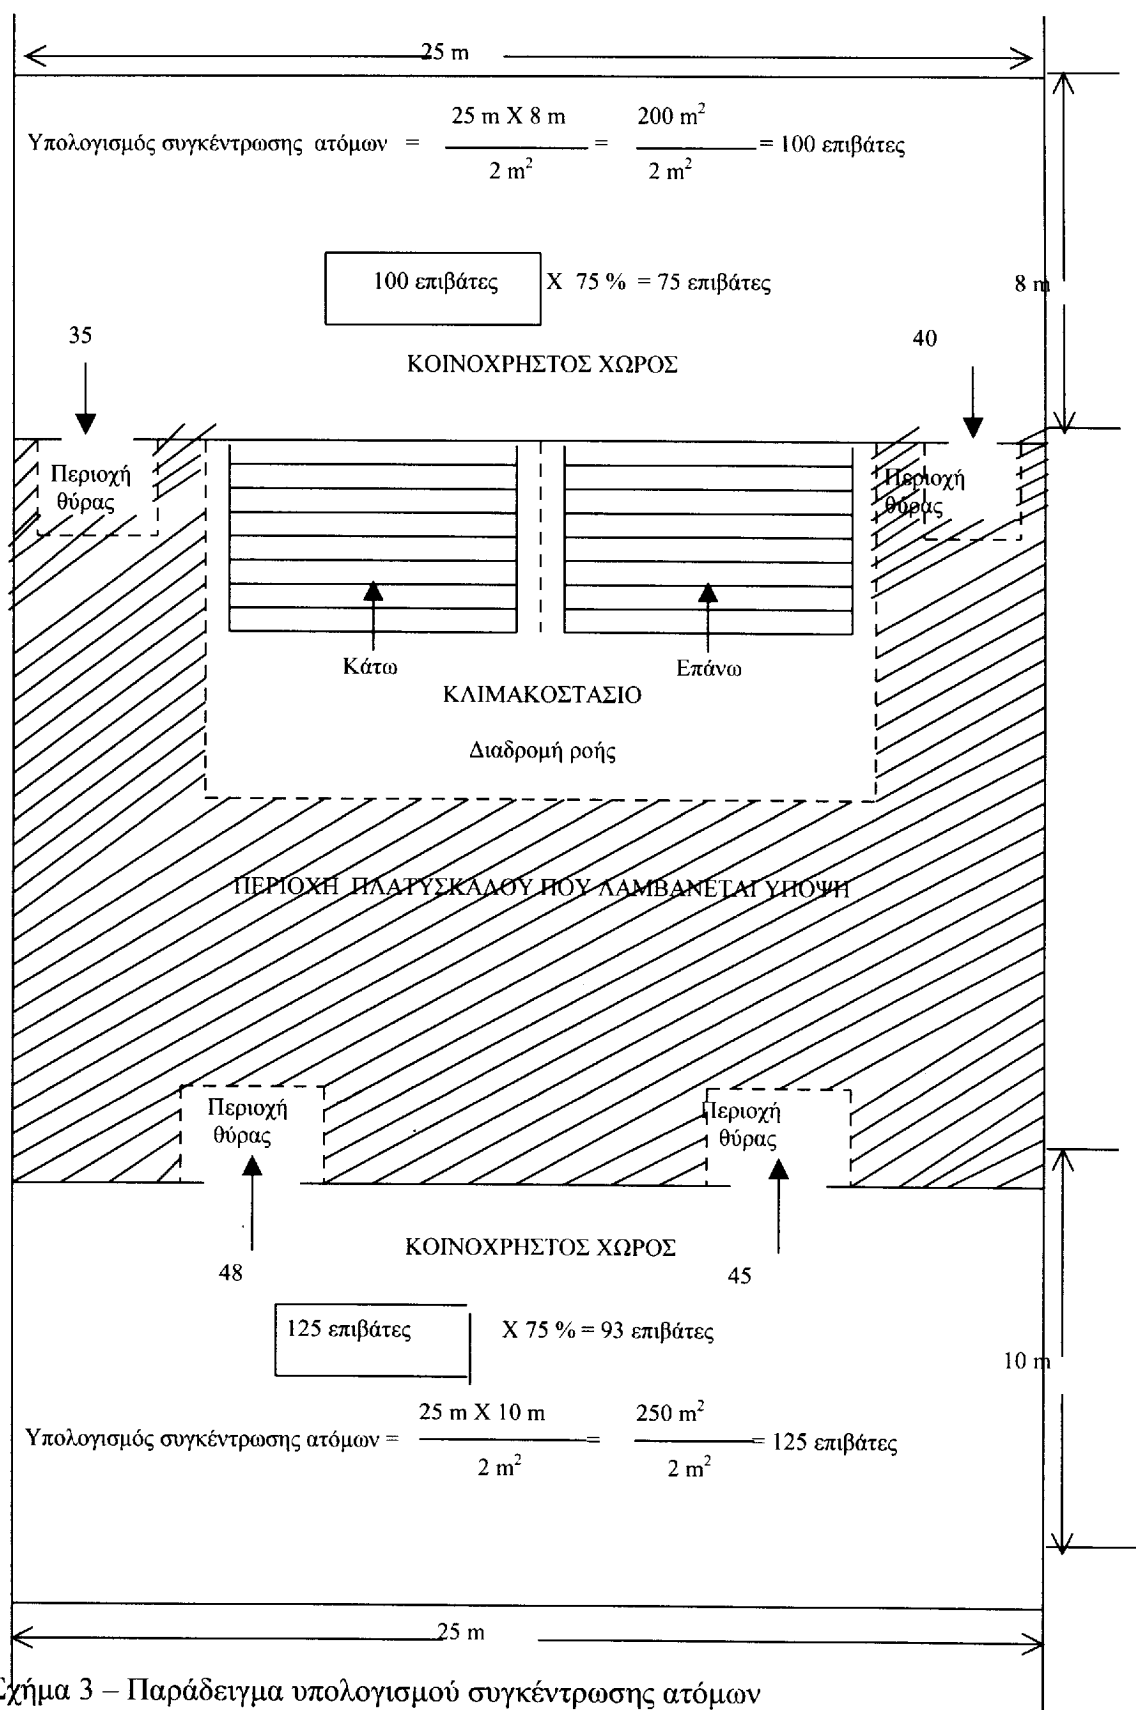 25 m
25 m X 8 m 200 m²
Υπολογισμός συγκέντρωσης ατόμων = = = 100 επιβάτες
2 m² 2 m²
100 επιβάτες X 75 % = 75 επιβάτες
8 m
35 40
ΚΟΙΝΟΧΡΗΣΤΟΣ ΧΩΡΟΣ
Περιοχή
θύρας
Περιοχή
θύρας
Κάτω Επάνω
ΚΛΙΜΑΚΟΣΤΑΣΙΟ
Διαδρομή ροής
ΠΕΡΙΟΧΗ ΠΛΑΤΥΣΚΑΛΟΥ ΠΟΥ ΛΑΜΒΑΝΕΤΑΙ ΥΠΟΨΗ
Περιοχή
θύρας
Περιοχή
θύρας
ΚΟΙΝΟΧΡΗΣΤΟΣ ΧΩΡΟΣ
48 45
125 επιβάτες X 75 % = 93 επιβάτες
10 m
25 m X 10 m 250 m²
Υπολογισμός συγκέντρωσης ατόμων = = = 125 επιβάτες
2 m² 2 m²
25 m
Σχήμα 3 – Παράδειγμα υπολογισμού συγκέντρωσης ατόμων